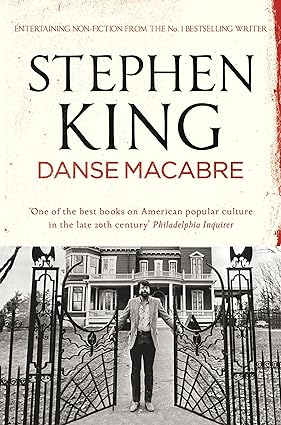 ENTERTAINING NON-FICTION FROM THE No. 1 BESTSELLING WRITER
STEPHEN
KING
DANSE MACABRE
'One of the best books on American popular culture
in the late 20th century' Philadelphia Inquirer